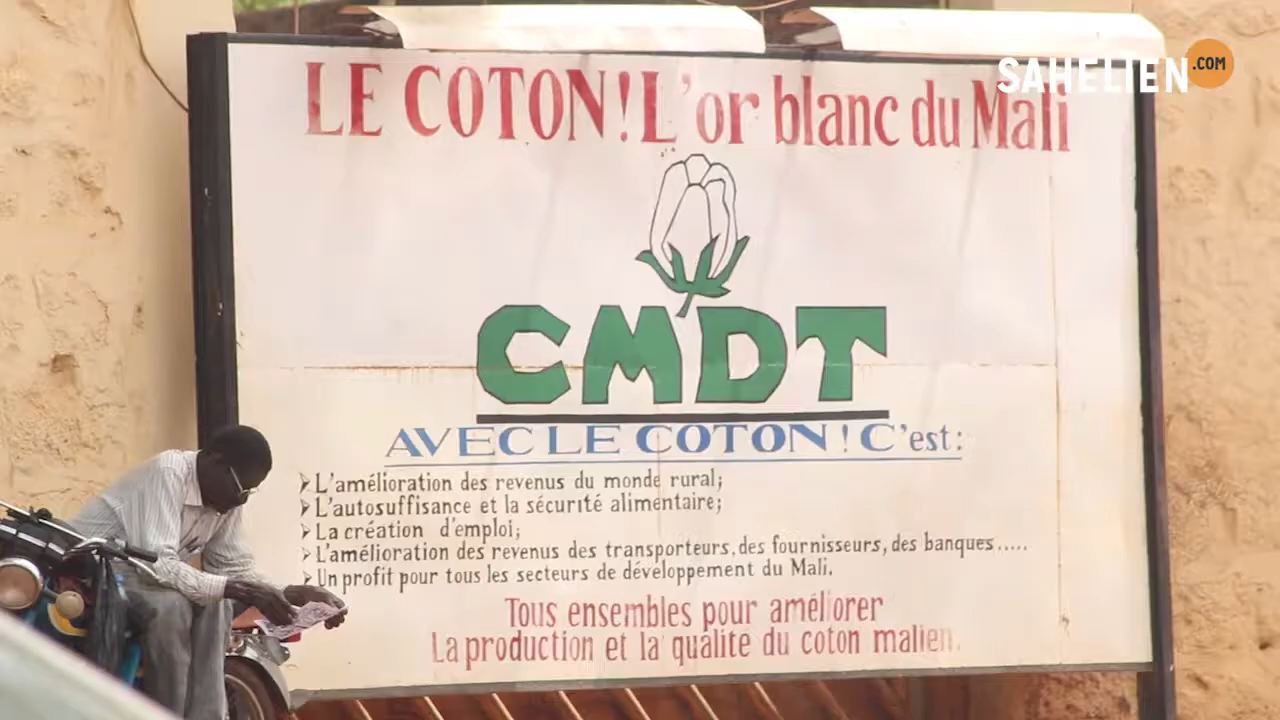 SAHELIEN.COM
LE COTON! L'or blanc du Mali
CMDT
AVEC LE COTON! C'est:
➢L'amélioration des revenus du monde rural;
➢L'autosuffisance et la sécurité alimentaire;
➢La création d'emploi;
➢L'amélioration des revenus des transporteurs, des fournisseurs, des banques.....
➢Un profit pour tous les secteurs de développement du Mali.
Tous ensembles pour améliorer
La production et la qualité du coton malien.